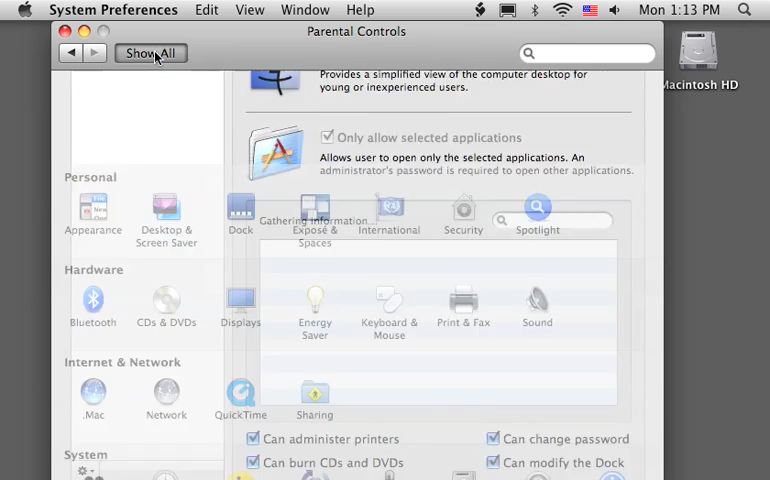 System Preferences Edit View Window Help Mon 1:13 PM
Parental Controls
Show All
Macintosh HD
Provides a simplified view of the computer desktop for
young or inexperienced users.
Only allow selected applications
Allows user to open only the selected applications. An
administrator's password is required to open other applications.
Personal
Gathering information...
Appearance Desktop & Screen Saver Dock Exposé & Spaces International Security Spotlight
Hardware
Bluetooth CDs & DVDs Displays Energy Saver Keyboard & Mouse Print & Fax Sound
Internet & Network
.Mac Network QuickTime Sharing
Can administer printers Can change password
System
Can burn CDs and DVDs Can modify the Dock